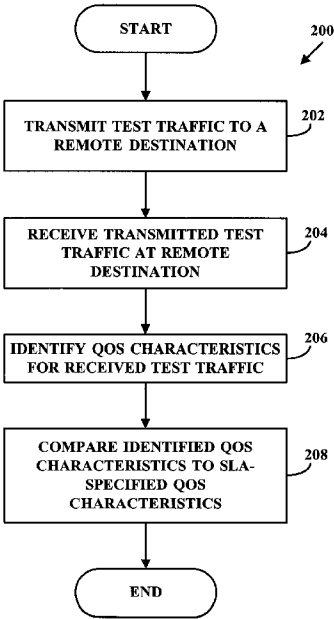 START
200
TRANSMIT TEST TRAFFIC TO A
REMOTE DESTINATION
202
RECEIVE TRANSMITTED TEST
TRAFFIC AT REMOTE
DESTINATION
204
IDENTIFY QOS CHARACTERISTICS
FOR RECEIVED TEST TRAFFIC
206
COMPARE IDENTIFIED QOS
CHARACTERISTICS TO SLA-
SPECIFIED QOS
CHARACTERISTICS
208
END